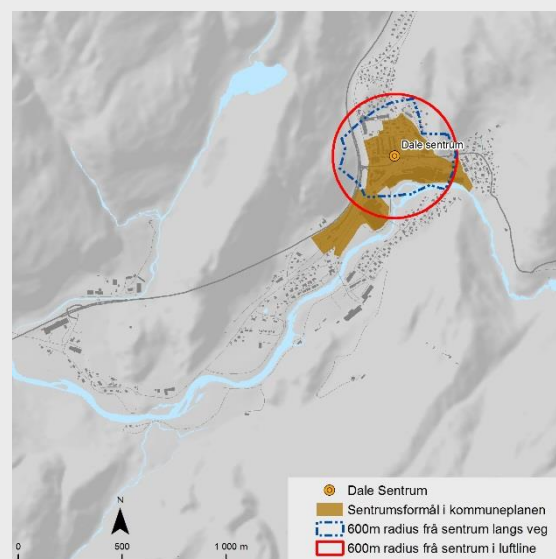 Dale sentrum
Dale Sentrum
Sentrumsformål i kommuneplanen
600m radius frå sentrum langs veg
600m radius frå sentrum i luftline
N
0 500 1 000 m